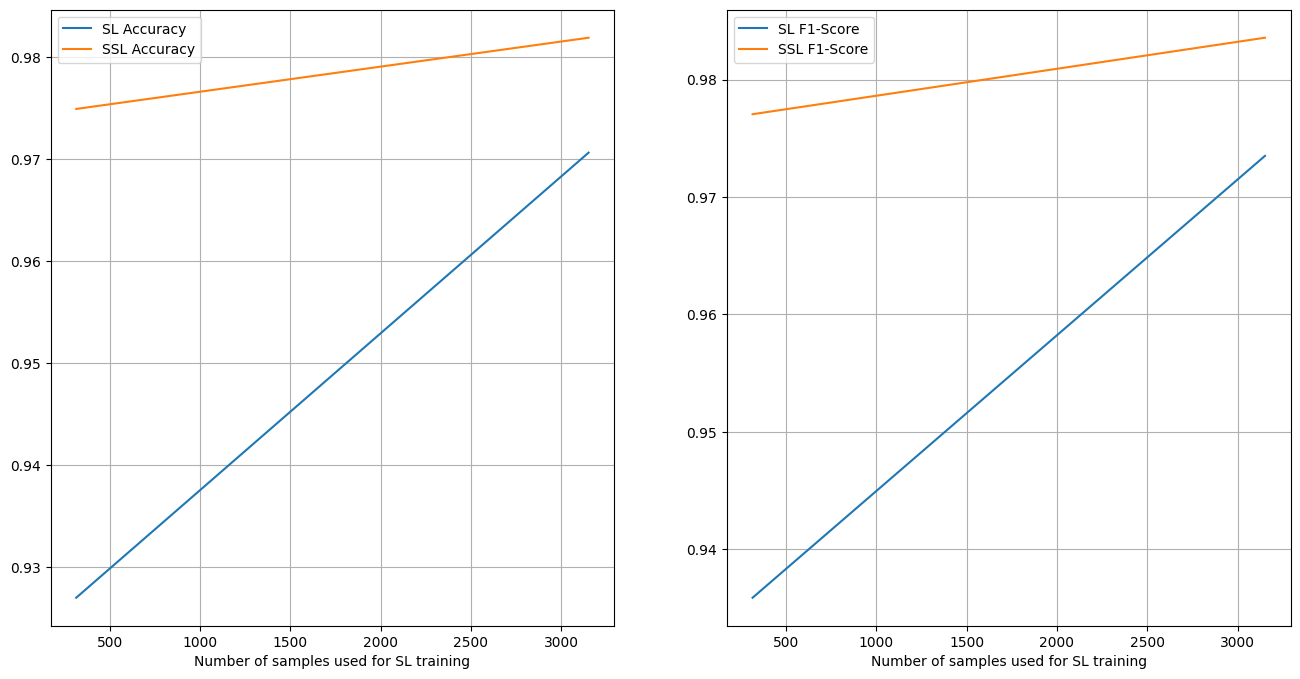 SL Accuracy
SSL Accuracy
0.98
0.97
0.96
0.95
0.94
0.93
500 1000 1500 2000 2500 3000
Number of samples used for SL training
SL F1-Score
SSL F1-Score
0.98
0.97
0.96
0.95
0.94
500 1000 1500 2000 2500 3000
Number of samples used for SL training